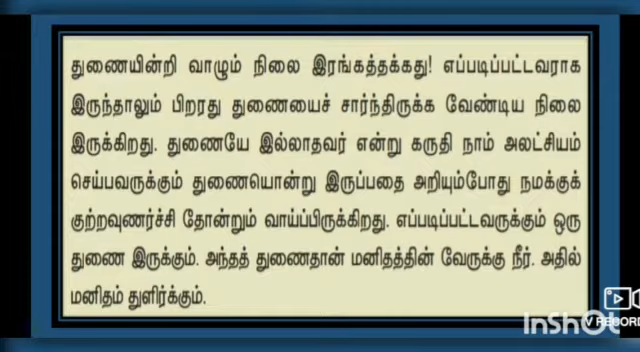 துணையின்றி வாழும் நிலை இரங்கத்தக்கது! எப்படிப்பட்டவராக
இருந்தாலும் பிறரது துணையைச் சார்ந்திருக்க வேண்டிய நிலை
இருக்கிறது. துணையே இல்லாதவர் என்று கருதி நாம் அலட்சியம்
செய்பவருக்கும் துணையொன்று இருப்பதை அறியும்போது நமக்குக்
குற்றவுணர்ச்சி தோன்றும் வாய்ப்பிருக்கிறது. எப்படிப்பட்டவருக்கும் ஒரு
துணை இருக்கும். அந்தத் துணைதான் மனிதத்தின் வேருக்கு நீர். அதில்
மனிதம் துளிர்க்கும்.
V RECOR
InShOt